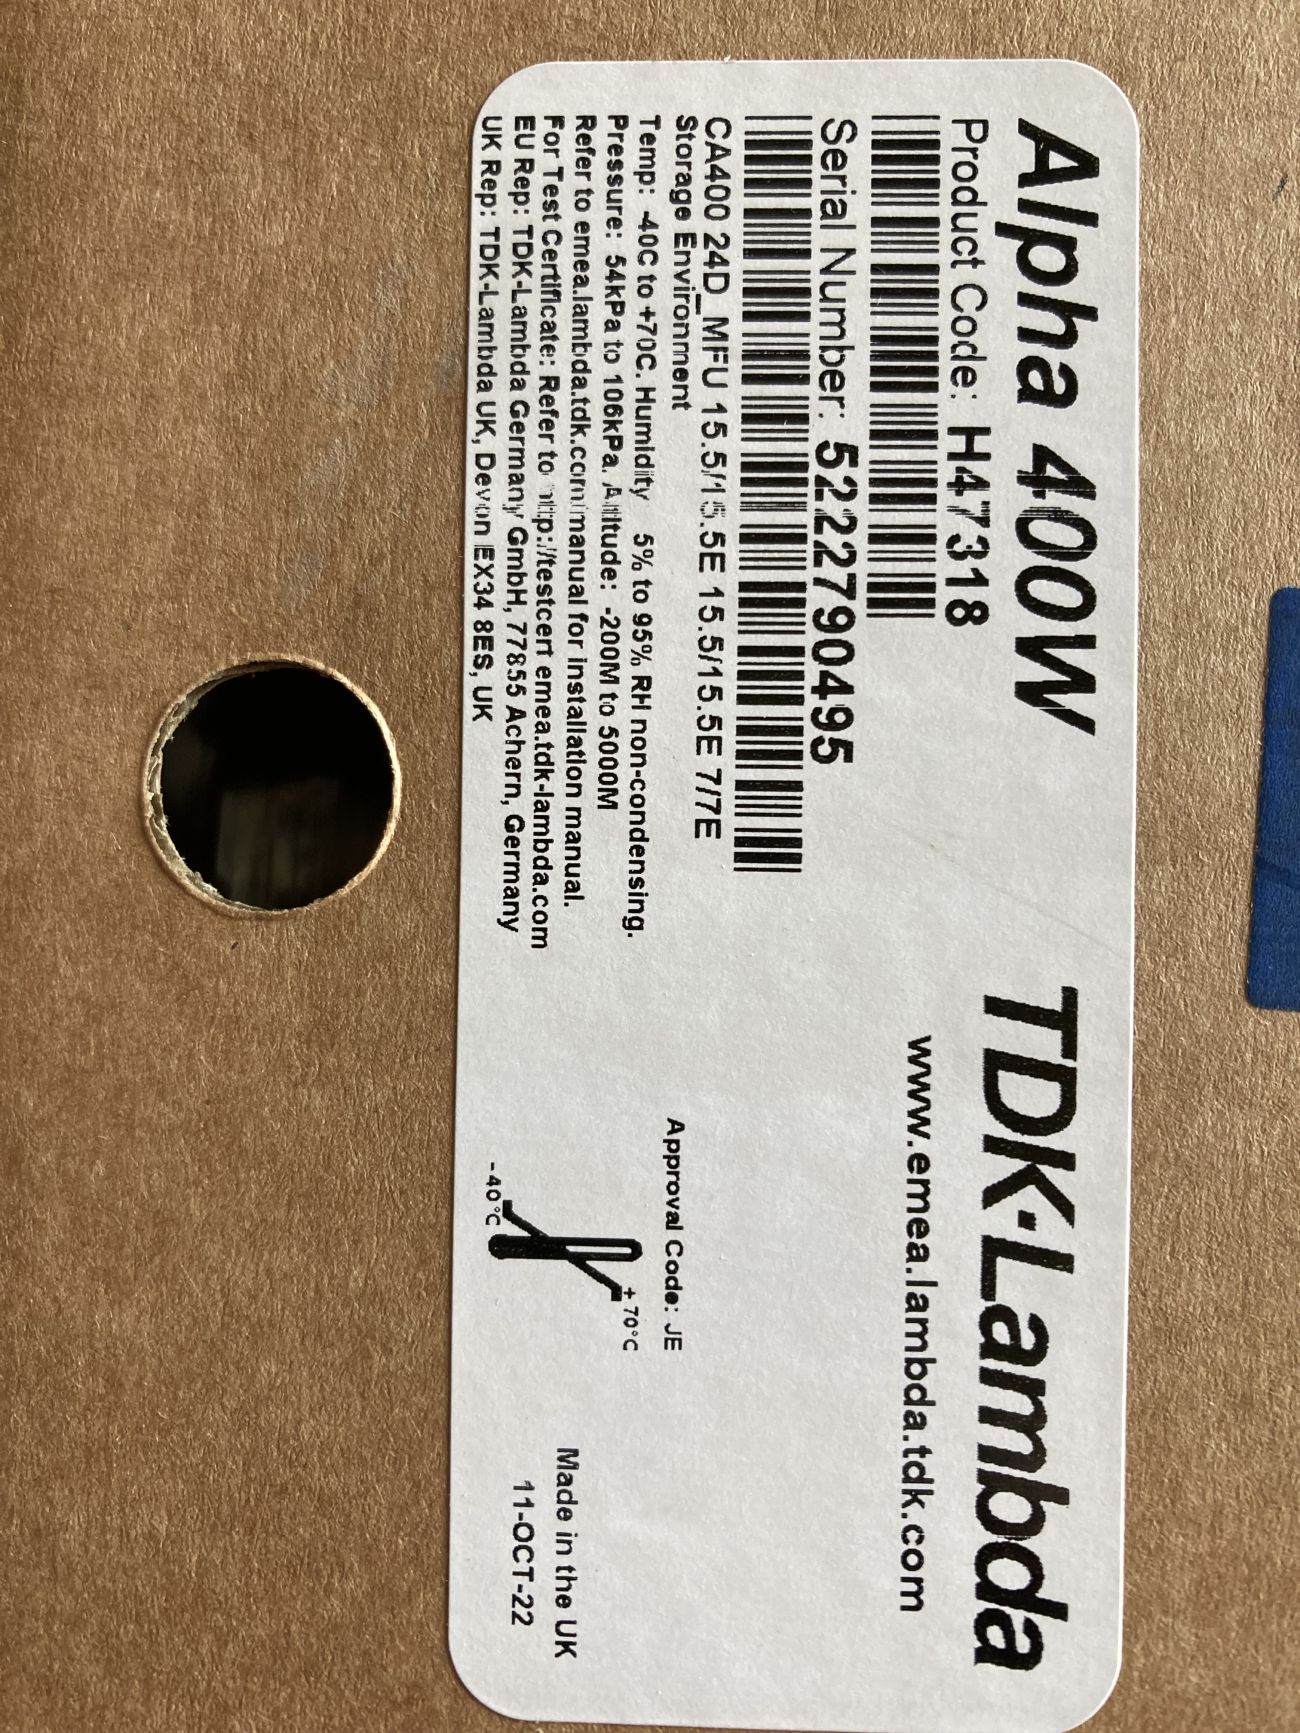 Alpha 400W
TDK·Lambda
Product Code: H47318
www.emea.lambda.tdk.com
Serial Number: 5222790495
CA400 24D_MFU 15.5/15.5E 15.5/15.5E 7/7E
Storage Environment
Temp: -40C to +70C. Humidity 5% to 95% RH non-condensing.
Pressure: 54kPa to 106kPa. Altitude: -200M to 5000M
Refer to emea.lambda.tdk.com/manual for installation manual.
For Test Certificate: Refer to http://testcert emea.tdk-lambda.com
EU Rep: TDK-Lambda Germany GmbH, 77855 Achern, Germany
UK Rep: TDK-Lambda UK, Devon EX34 8ES, UK
Approval Code: JE
+70°C
-40°C
Made in the UK
11-OCT-22